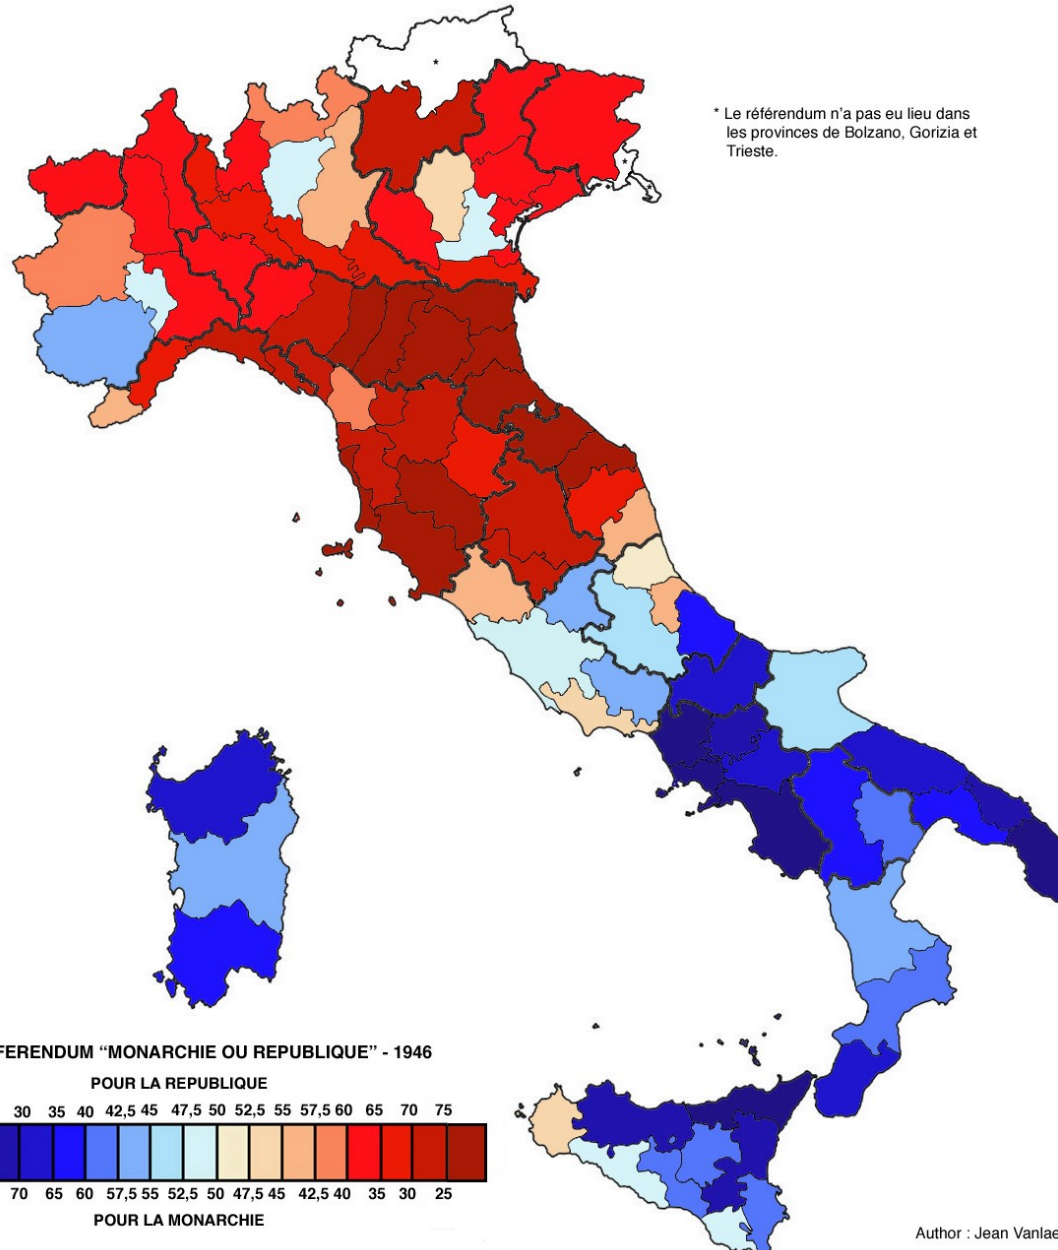 *
* Le référendum n'a pas eu lieu dans
les provinces de Bolzano, Gorizia et
Trieste.
*
FERENDUM “MONARCHIE OU REPUBLIQUE” - 1946
POUR LA REPUBLIQUE
30 35 40 42,5 45 47,5 50 52,5 55 57,5 60 65 70 75
70 65 60 57,5 55 52,5 50 47,5 45 42,5 40 35 30 25
POUR LA MONARCHIE
Author : Jean Vanlae